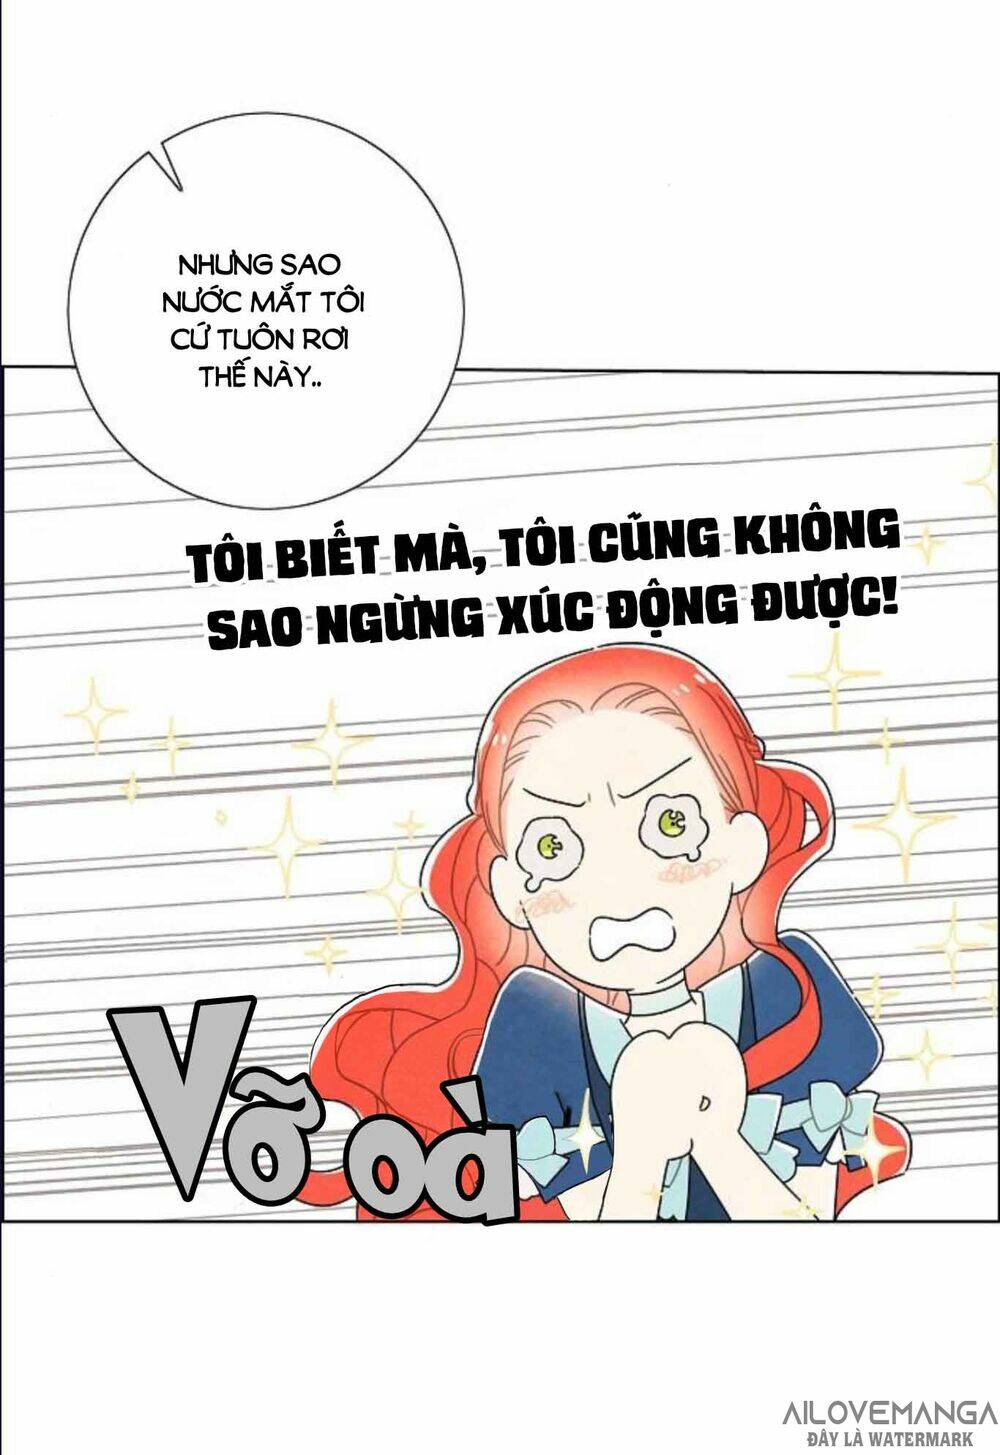 NHƯNG SAO
NƯỚC MẮT TÔI
CỨ TUÔN RƠI
THẾ NÀY..
TÔI BIẾT MÀ, TÔI CŨNG KHÔNG
SAO NGỪNG XÚC ĐỘNG ĐƯỢC!
Võ oà
AILOVEMANGA
ĐÂY LÀ WATERMARK